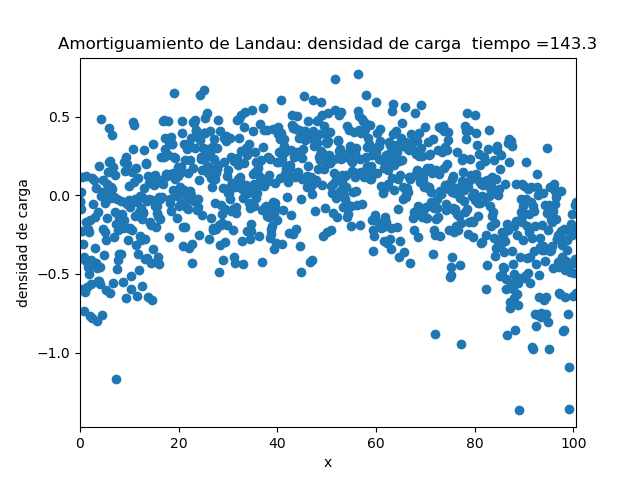 Amortiguamiento de Landau: densidad de carga  tiempo =143.3
0.5
0.0
−0.5
−1.0
densidad de carga
0 20 40 60 80 100
x